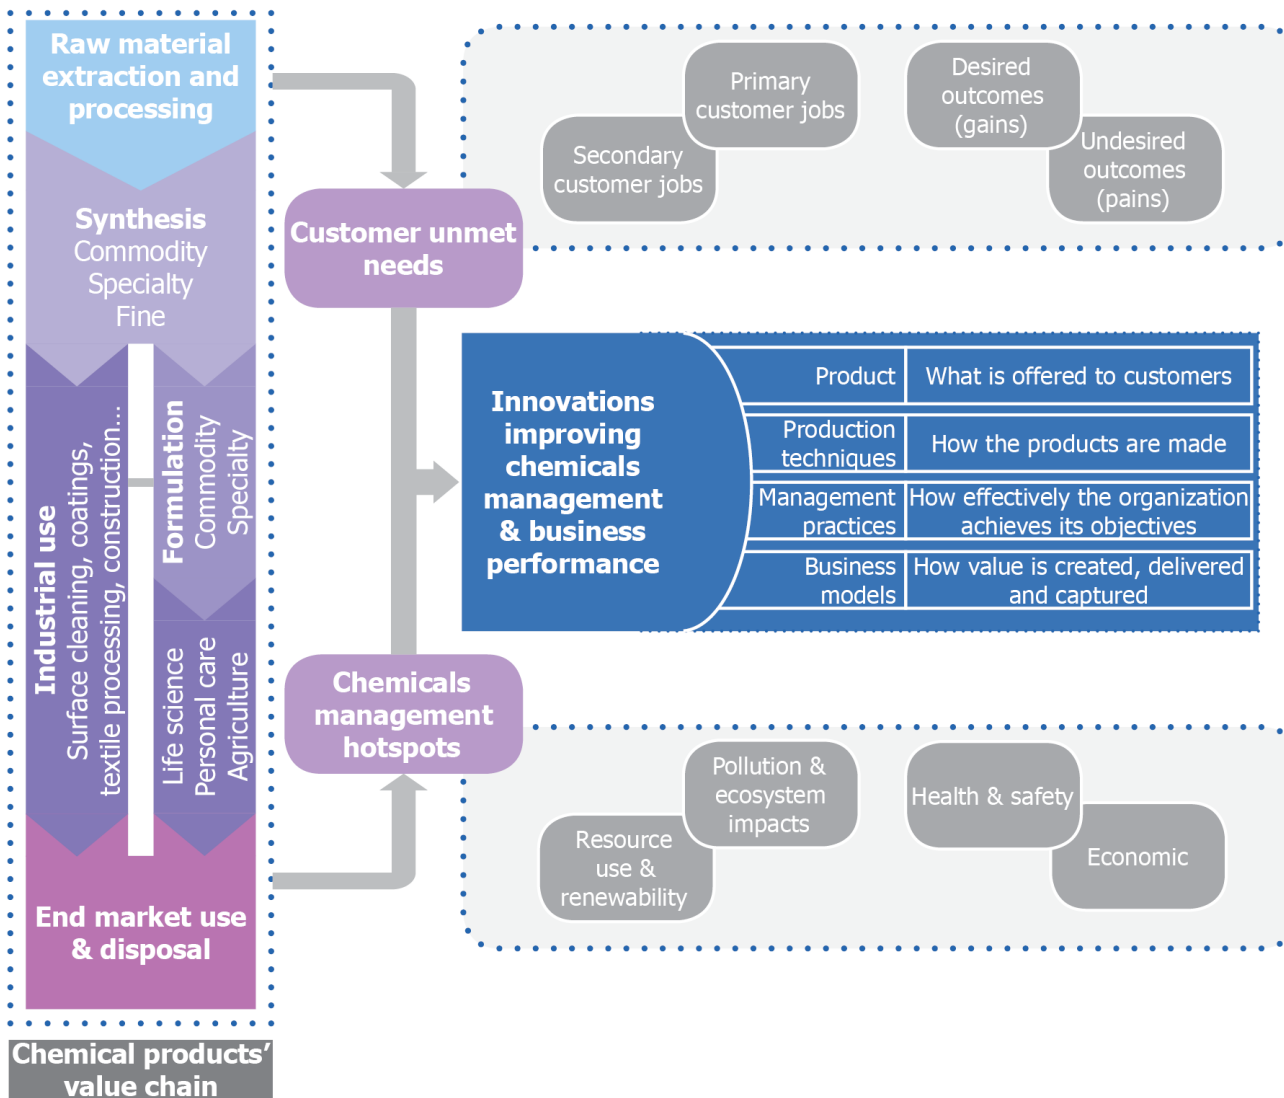 Raw material
extraction and
processing
Synthesis
Commodity
Specialty
Fine
Industrial use
Surface cleaning, coatings,
textile processing, construction...
Formulation
Commodity
Specialty
Life science
Personal care
Agriculture
End market use
& disposal
Chemical products’
value chain
Customer unmet
needs
Chemicals
management
hotspots
Secondary
customer jobs
Primary
customer jobs
Desired
outcomes
(gains)
Undesired
outcomes
(pains)
Innovations
improving
chemicals
management
& business
performance
Product
What is offered to customers
Production
techniques
How the products are made
Management
practices
How effectively the organization
achieves its objectives
Business
models
How value is created, delivered
and captured
Resource
use &
renewability
Pollution &
ecosystem
impacts
Health & safety
Economic